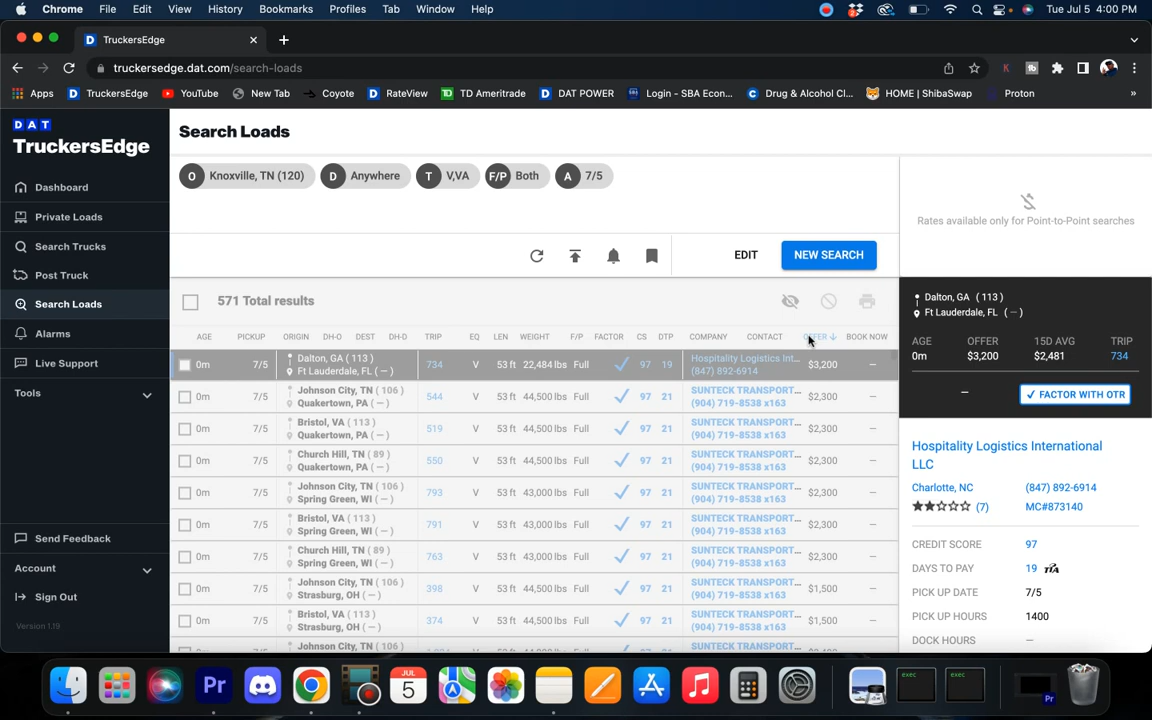 Chrome File Edit View History Bookmarks Profiles Tab Window Help Tue Jul 5 4:00 PM
TruckersEdge
truckersedge.dat.com/search-loads
Apps TruckersEdge YouTube New Tab Coyote RateView TD Ameritrade DAT POWER Login - SBA Econ... Drug & Alcohol Cl... HOME | ShibaSwap Proton »
DAT
TruckersEdge
Dashboard
Private Loads
Search Trucks
Post Truck
Search Loads
Alarms
Live Support
Tools
Send Feedback
Account
Sign Out
Version 1.19
Search Loads
O Knoxville, TN (120) D Anywhere T V,VA F/P Both A 7/5
EDIT NEW SEARCH
571 Total results
AGE PICKUP ORIGIN DH-O DEST DH-D TRIP EQ LEN WEIGHT F/P FACTOR CS DTP COMPANY CONTACT OFFER BOOK NOW
0m 7/5 Dalton, GA ( 113 ) 734 V 53 ft 22,484 lbs Full 97 19 Hospitality Logistics Int... $3,200 –
Ft Lauderdale, FL ( – ) (847) 892-6914
0m 7/5 Johnson City, TN ( 106 ) 544 V 53 ft 44,500 lbs Full 97 21 SUNTECK TRANSPORT... $2,300 –
Quakertown, PA ( – ) (904) 719-8538 x163
0m 7/5 Bristol, VA ( 113 ) 519 V 53 ft 44,500 lbs Full 97 21 SUNTECK TRANSPORT... $2,300 –
Quakertown, PA ( – ) (904) 719-8538 x163
0m 7/5 Church Hill, TN ( 89 ) 550 V 53 ft 44,500 lbs Full 97 21 SUNTECK TRANSPORT... $2,300 –
Quakertown, PA ( – ) (904) 719-8538 x163
0m 7/5 Johnson City, TN ( 106 ) 793 V 53 ft 43,000 lbs Full 97 21 SUNTECK TRANSPORT... $2,300 –
Spring Green, WI ( – ) (904) 719-8538 x163
0m 7/5 Bristol, VA ( 113 ) 791 V 53 ft 43,000 lbs Full 97 21 SUNTECK TRANSPORT... $2,300 –
Spring Green, WI ( – ) (904) 719-8538 x163
0m 7/5 Church Hill, TN ( 89 ) 763 V 53 ft 43,000 lbs Full 97 21 SUNTECK TRANSPORT... $2,300 –
Spring Green, WI ( – ) (904) 719-8538 x163
0m 7/5 Johnson City, TN ( 106 ) 398 V 53 ft 44,500 lbs Full 97 21 SUNTECK TRANSPORT... $1,500 –
Strasburg, OH ( – ) (904) 719-8538 x163
0m 7/5 Bristol, VA ( 113 ) 374 V 53 ft 44,500 lbs Full 97 21 SUNTECK TRANSPORT... $1,500 –
Strasburg, OH ( – ) (904) 719-8538 x163
Johnson City, TN ( 106 ) SUNTECK TRANSPORT...
Rates available only for Point-to-Point searches
Dalton, GA ( 113 )
Ft Lauderdale, FL ( – )
AGE OFFER 15D AVG TRIP
0m $3,200 $2,481 734
– ✓ FACTOR WITH OTR
Hospitality Logistics International
LLC
Charlotte, NC (847) 892-6914
★★☆☆☆ (7) MC#873140
CREDIT SCORE 97
DAYS TO PAY 19 TIA
PICK UP DATE 7/5
PICK UP HOURS 1400
DOCK HOURS –
Pr JUL 5 exec exec Pr